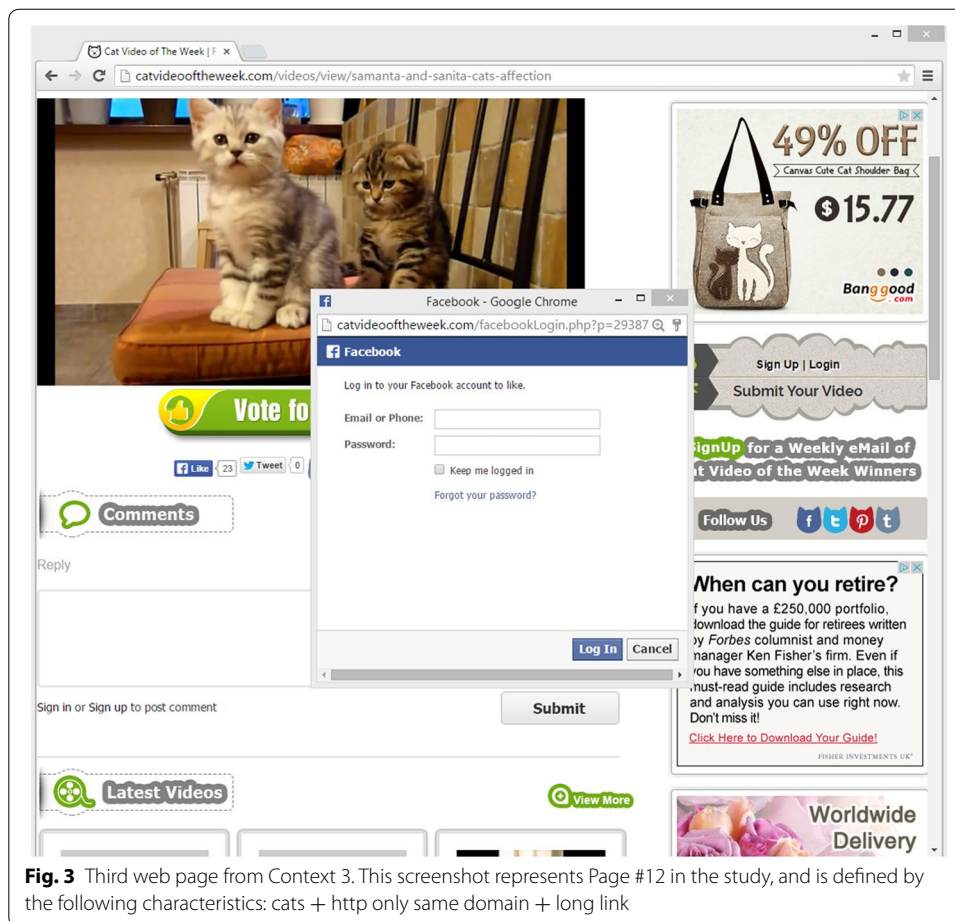 Cat Video of The Week | F
catvideooftheweek.com/videos/view/samanta-and-sanita-cats-affection
49% OFF
Canvas Cute Cat Shoulder Bag
$15.77
Banggood
.com
Facebook - Google Chrome
catvideooftheweek.com/facebookLogin.php?p=29387
Facebook
Log in to your Facebook account to like.
Email or Phone:
Password:
Keep me logged in
Forgot your password?
Log In Cancel
Vote fo
Like 23 Tweet 0
Comments
Reply
Sign in or Sign up to post comment
Submit
Latest Videos
View More
Sign Up | Login
Submit Your Video
SignUp for a Weekly eMail of
at Video of the Week Winners
Follow Us
When can you retire?
If you have a £250,000 portfolio,
download the guide for retirees written
by Forbes columnist and money
manager Ken Fisher's firm. Even if
you have something else in place, this
must-read guide includes research
and analysis you can use right now.
Don't miss it!
Click Here to Download Your Guide!
FISHER INVESTMENTS UK
Worldwide
Delivery
Fig. 3 Third web page from Context 3. This screenshot represents Page #12 in the study, and is defined by
the following characteristics: cats + http only same domain + long link